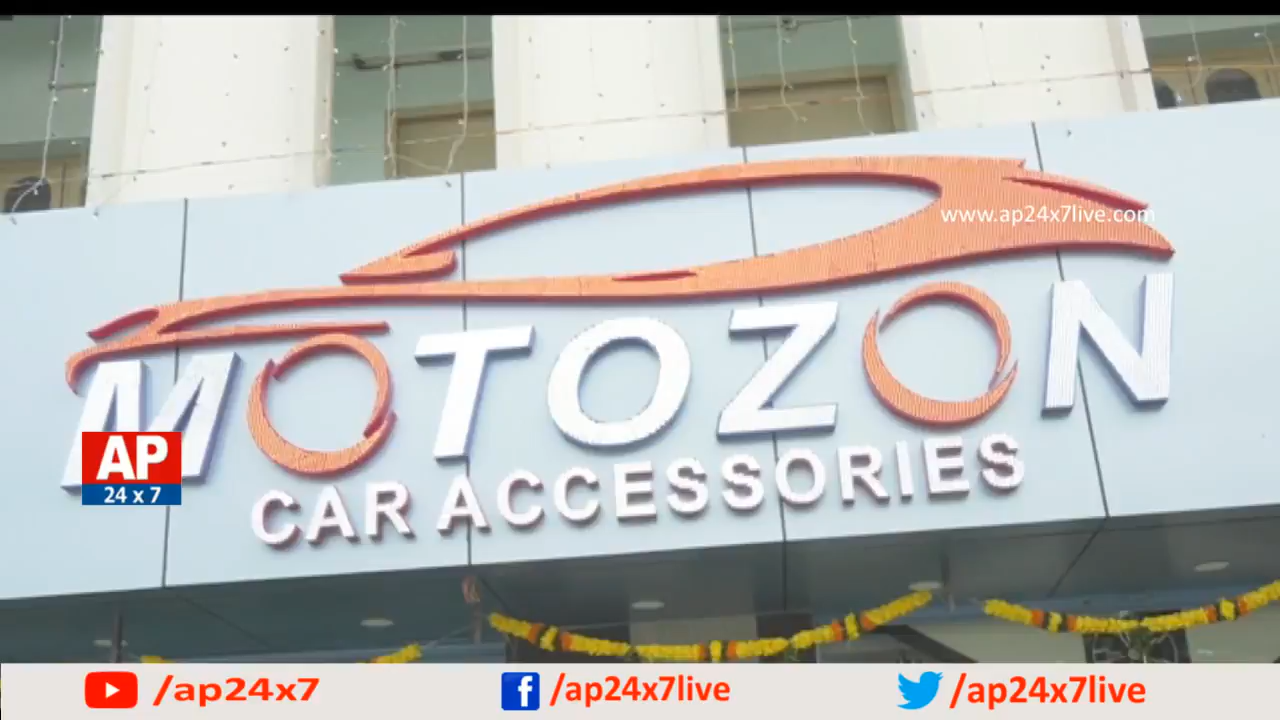 www.ap24x7live.com
MOTOZON
CAR ACCESSORIES
AP
24 x 7
/ap24x7
/ap24x7live
/ap24x7live